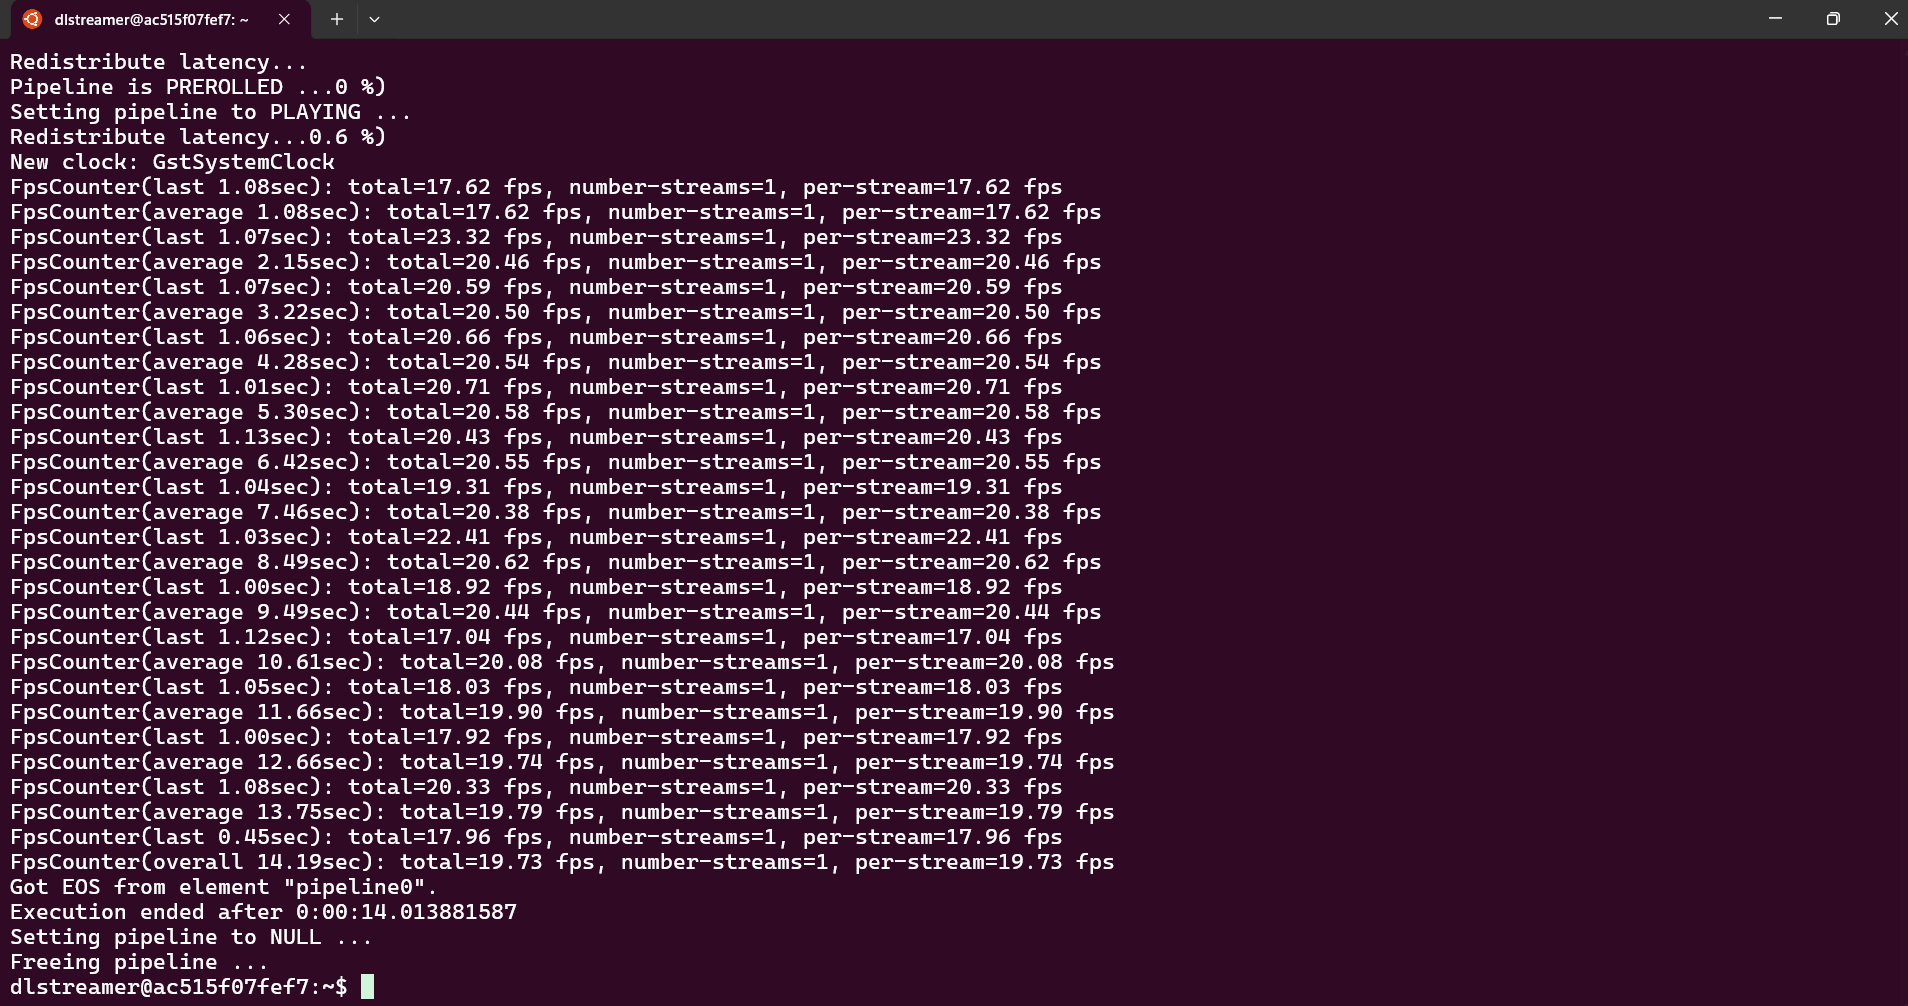 dlstreamer@ac515f07fef7: ~
Redistribute latency...
Pipeline is PREROLLED ...0 %)
Setting pipeline to PLAYING ...
Redistribute latency...0.6 %)
New clock: GstSystemClock
FpsCounter(last 1.08sec): total=17.62 fps, number-streams=1, per-stream=17.62 fps
FpsCounter(average 1.08sec): total=17.62 fps, number-streams=1, per-stream=17.62 fps
FpsCounter(last 1.07sec): total=23.32 fps, number-streams=1, per-stream=23.32 fps
FpsCounter(average 2.15sec): total=20.46 fps, number-streams=1, per-stream=20.46 fps
FpsCounter(last 1.07sec): total=20.59 fps, number-streams=1, per-stream=20.59 fps
FpsCounter(average 3.22sec): total=20.50 fps, number-streams=1, per-stream=20.50 fps
FpsCounter(last 1.06sec): total=20.66 fps, number-streams=1, per-stream=20.66 fps
FpsCounter(average 4.28sec): total=20.54 fps, number-streams=1, per-stream=20.54 fps
FpsCounter(last 1.01sec): total=20.71 fps, number-streams=1, per-stream=20.71 fps
FpsCounter(average 5.30sec): total=20.58 fps, number-streams=1, per-stream=20.58 fps
FpsCounter(last 1.13sec): total=20.43 fps, number-streams=1, per-stream=20.43 fps
FpsCounter(average 6.42sec): total=20.55 fps, number-streams=1, per-stream=20.55 fps
FpsCounter(last 1.04sec): total=19.31 fps, number-streams=1, per-stream=19.31 fps
FpsCounter(average 7.46sec): total=20.38 fps, number-streams=1, per-stream=20.38 fps
FpsCounter(last 1.03sec): total=22.41 fps, number-streams=1, per-stream=22.41 fps
FpsCounter(average 8.49sec): total=20.62 fps, number-streams=1, per-stream=20.62 fps
FpsCounter(last 1.00sec): total=18.92 fps, number-streams=1, per-stream=18.92 fps
FpsCounter(average 9.49sec): total=20.44 fps, number-streams=1, per-stream=20.44 fps
FpsCounter(last 1.12sec): total=17.04 fps, number-streams=1, per-stream=17.04 fps
FpsCounter(average 10.61sec): total=20.08 fps, number-streams=1, per-stream=20.08 fps
FpsCounter(last 1.05sec): total=18.03 fps, number-streams=1, per-stream=18.03 fps
FpsCounter(average 11.66sec): total=19.90 fps, number-streams=1, per-stream=19.90 fps
FpsCounter(last 1.00sec): total=17.92 fps, number-streams=1, per-stream=17.92 fps
FpsCounter(average 12.66sec): total=19.74 fps, number-streams=1, per-stream=19.74 fps
FpsCounter(last 1.08sec): total=20.33 fps, number-streams=1, per-stream=20.33 fps
FpsCounter(average 13.75sec): total=19.79 fps, number-streams=1, per-stream=19.79 fps
FpsCounter(last 0.45sec): total=17.96 fps, number-streams=1, per-stream=17.96 fps
FpsCounter(overall 14.19sec): total=19.73 fps, number-streams=1, per-stream=19.73 fps
Got EOS from element "pipeline0".
Execution ended after 0:00:14.013881587
Setting pipeline to NULL ...
Freeing pipeline ...
dlstreamer@ac515f07fef7:~$